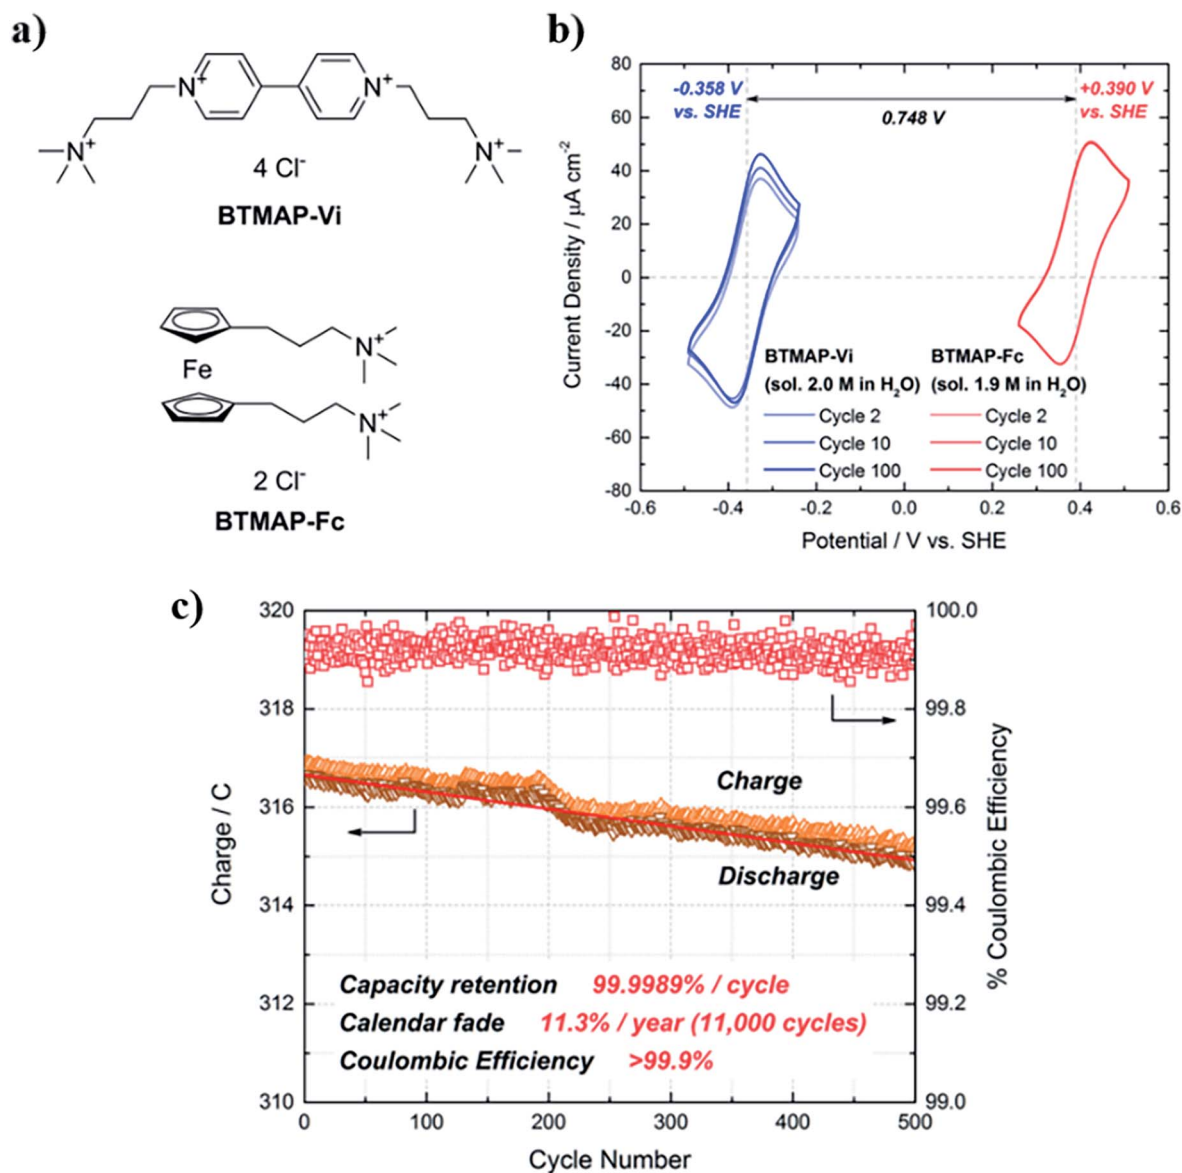 a)
N+
N+
N+
N+
4 Cl-
BTMAP-Vi
Fe
N+
N+
2 Cl-
BTMAP-Fc
b)
80
60
40
20
0
-20
-40
-60
-80
Current Density / μA cm-2
-0.358 V
vs. SHE
0.748 V
+0.390 V
vs. SHE
BTMAP-Vi
(sol. 2.0 M in H2O)
Cycle 2
Cycle 10
Cycle 100
BTMAP-Fc
(sol. 1.9 M in H2O)
Cycle 2
Cycle 10
Cycle 100
-0.6 -0.4 -0.2 0.0 0.2 0.4 0.6
Potential / V vs. SHE
c)
320
318
316
314
312
310
Charge / C
100.0
99.8
99.6
99.4
99.2
99.0
% Coulombic Efficiency
Charge
Discharge
Capacity retention 99.9989% / cycle
Calendar fade 11.3% / year (11,000 cycles)
Coulombic Efficiency >99.9%
0 100 200 300 400 500
Cycle Number